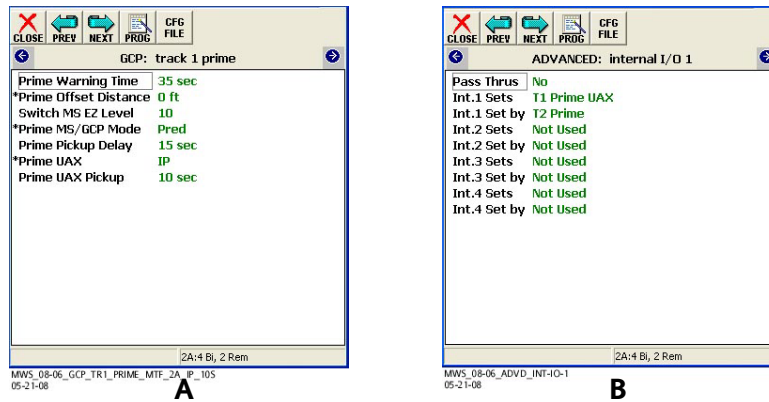 CLOSE PREV NEXT PROG CFG FILE
GCP: track 1 prime
Prime Warning Time 35 sec
*Prime Offset Distance 0 ft
Switch MS EZ Level 10
*Prime MS/GCP Mode Pred
Prime Pickup Delay 15 sec
*Prime UAX IP
Prime UAX Pickup 10 sec
2A:4 Bi, 2 Rem
MWS_08-06_GCP_TR1_PRIME_MTF_2A_IP_10S
05-21-08
A
CLOSE PREV NEXT PROG CFG FILE
ADVANCED: internal I/O 1
Pass Thrus No
Int.1 Sets T1 Prime UAX
Int.1 Set by T2 Prime
Int.2 Sets Not Used
Int.2 Set by Not Used
Int.3 Sets Not Used
Int.3 Set by Not Used
Int.4 Sets Not Used
Int.4 Set by Not Used
2A:4 Bi, 2 Rem
MWS_08-06_ADVD_INT-IO-1
05-21-08
B